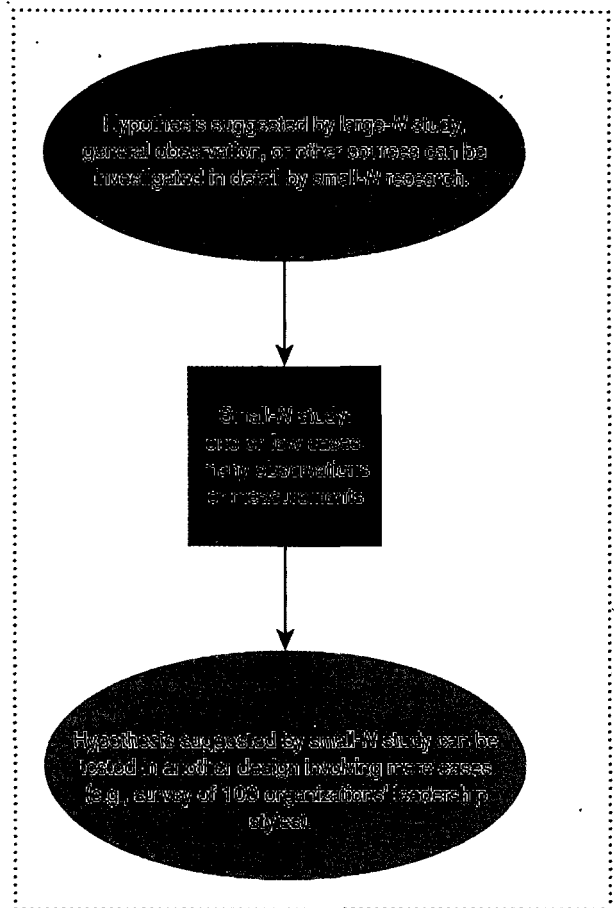 Hypothesis suggested by large-N study,
general observation, or other sources can be
investigated in detail by small-N research.
Small-N study:
one or few cases
many observations
or measurements
Hypothesis suggested by small-N study can be
tested in another design involving more cases
(e.g., survey of 100 organizations' leadership
styles).